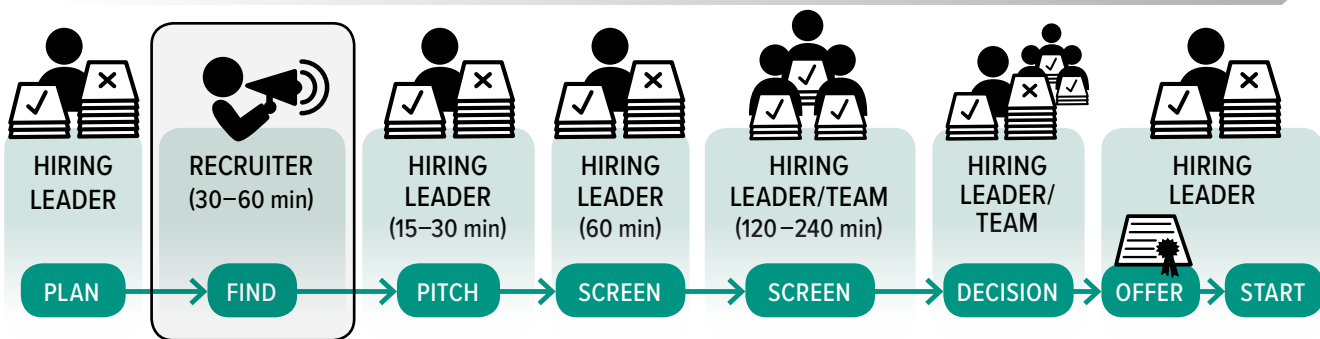 HIRING
LEADER
PLAN
RECRUITER
(30–60 min)
FIND
HIRING
LEADER
(15–30 min)
PITCH
HIRING
LEADER
(60 min)
SCREEN
HIRING
LEADER/TEAM
(120–240 min)
SCREEN
HIRING
LEADER/
TEAM
DECISION
HIRING
LEADER
OFFER
START